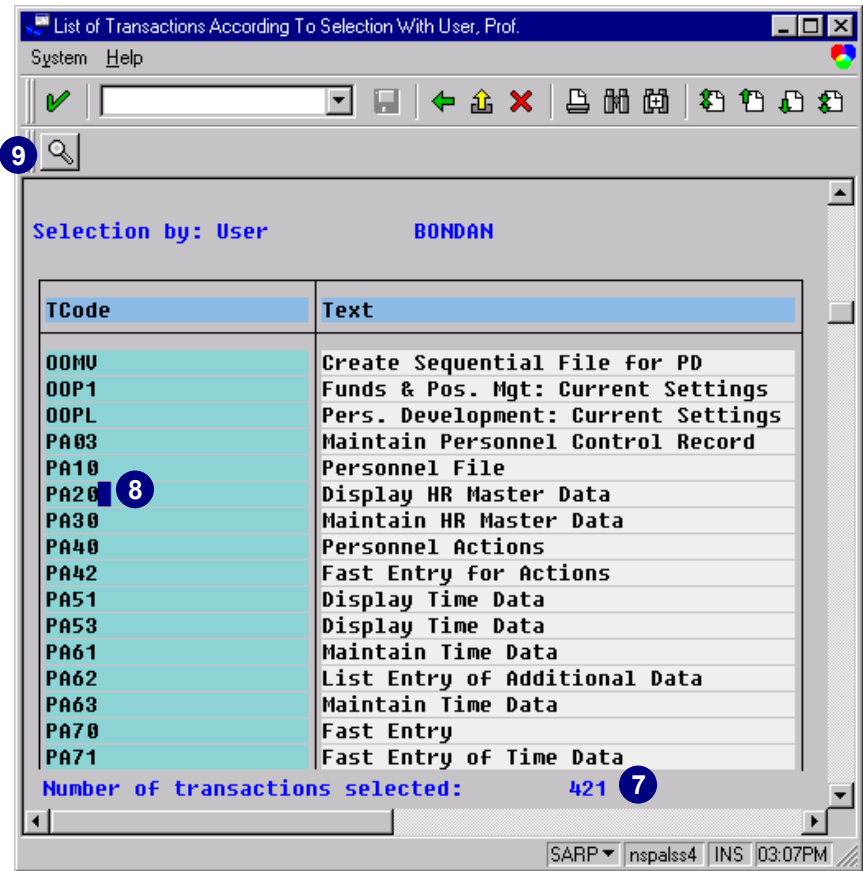 List of Transactions According To Selection With User, Prof.
System Help
9
Selection by: User BONDAN
TCode Text
OOMV Create Sequential File for PD
OOP1 Funds & Pos. Mgt: Current Settings
OOPL Pers. Development: Current Settings
PA03 Maintain Personnel Control Record
PA10 Personnel File
PA20 8 Display HR Master Data
PA30 Maintain HR Master Data
PA40 Personnel Actions
PA42 Fast Entry for Actions
PA51 Display Time Data
PA53 Display Time Data
PA61 Maintain Time Data
PA62 List Entry of Additional Data
PA63 Maintain Time Data
PA70 Fast Entry
PA71 Fast Entry of Time Data
Number of transactions selected: 421 7
SARP nspalss4 INS 03:07PM